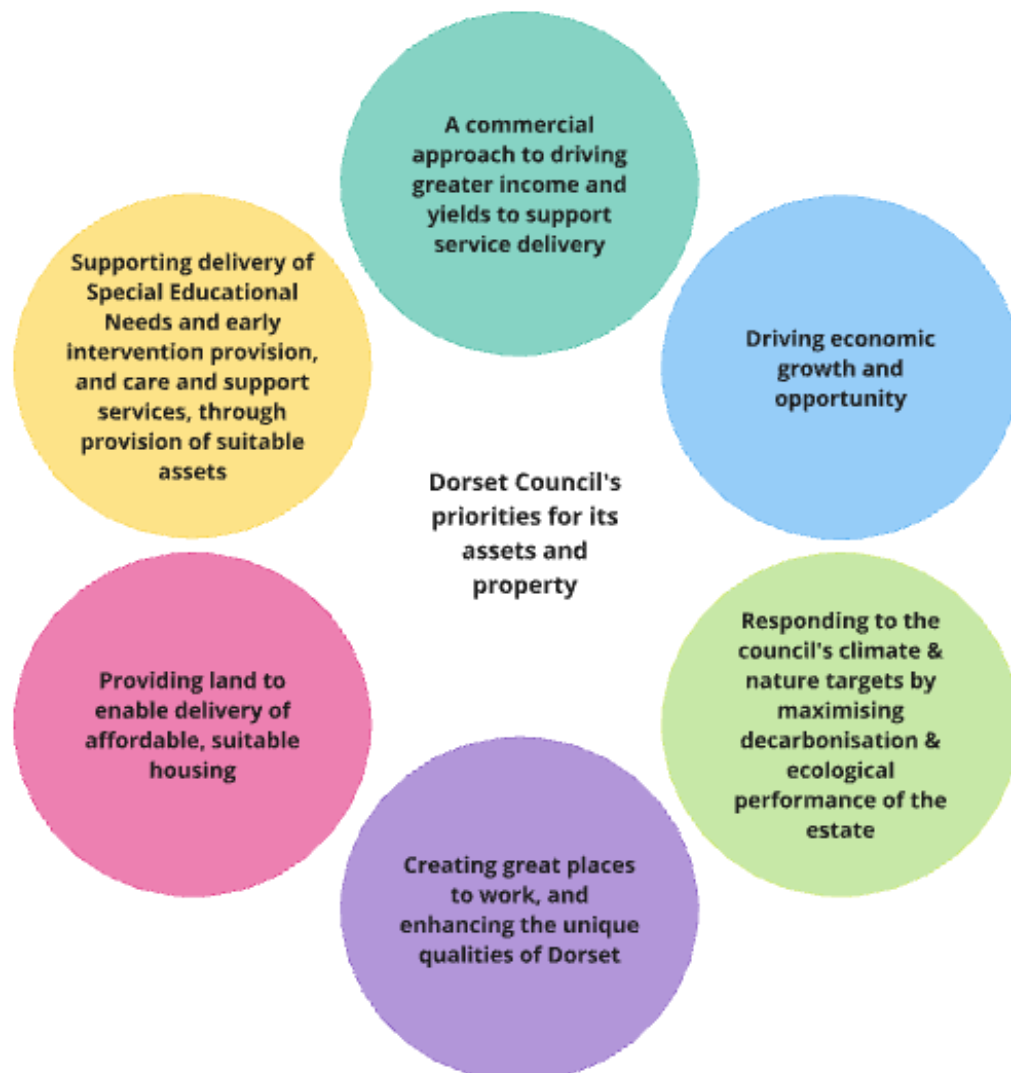 A commercial
approach to driving
greater income and
yields to support
service delivery
Driving economic
growth and
opportunity
Responding to the
council's climate &
nature targets by
maximising
decarbonisation &
ecological
performance of the
estate
Creating great places
to work, and
enhancing the unique
qualities of Dorset
Providing land to
enable delivery of
affordable, suitable
housing
Supporting delivery of
Special Educational
Needs and early
intervention provision,
and care and support
services, through
provision of suitable
assets
Dorset Council's
priorities for its
assets and
property